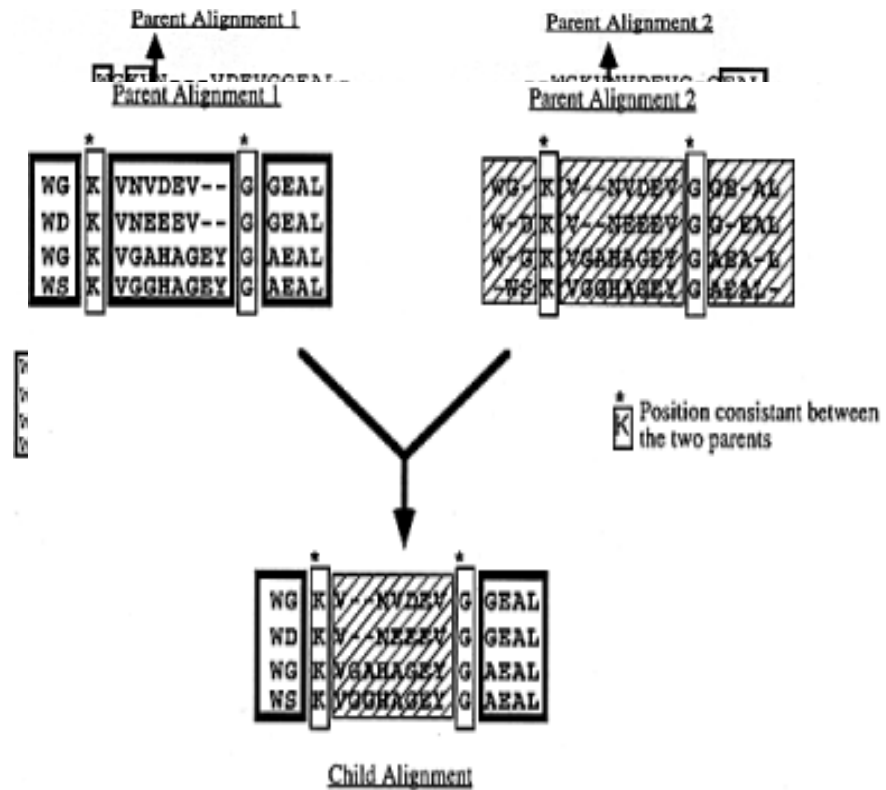 Parent Alignment 1
Parent Alignment 2
Parent Alignment 1
Parent Alignment 2
* * * *
WG K VNVDEV-- G GEAL
WD K VNEEEV-- G GEAL
WG K VGAHAGEY G AEAL
WS K VGGHAGEY G AEAL
WG- K V--NVDEV G GE-AL
W-D K V--NEEEV G G-EAL
W-G K VGAHAGEY G AEA-L
-WS K VGGHAGEY G AEAL-
*
K Position consistant between
the two parents
* *
WG K V--NVDEV G GEAL
WD K V--NEEEV G GEAL
WG K VGAHAGEY G AEAL
WS K VGGHAGEY G AEAL
Child Alignment